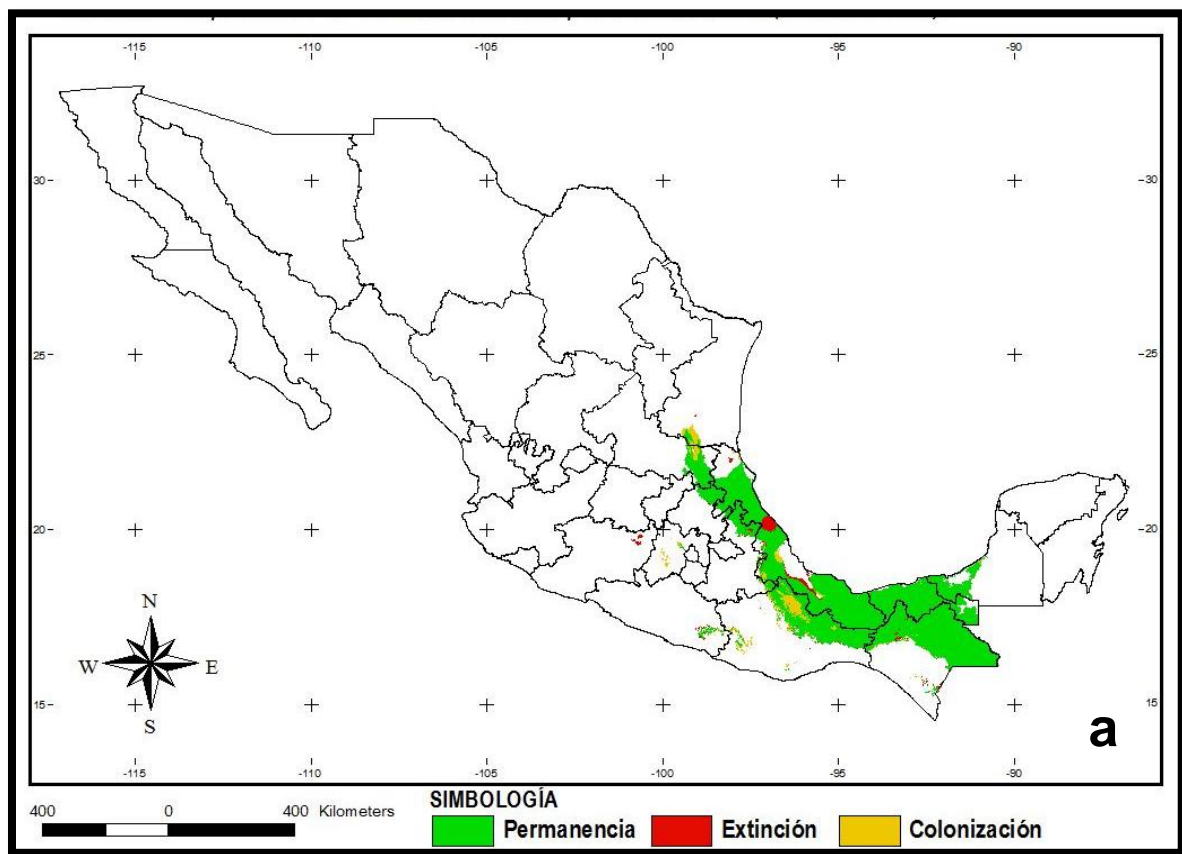 -115 -110 -105 -100 -95 -90
30 -30
25 -25
20 -20
15 15
N
W E
S
a
-115 -110 -105 -100 -95 -90
400 0 400 Kilometers
SIMBOLOGÍA
Permanencia Extinción Colonización